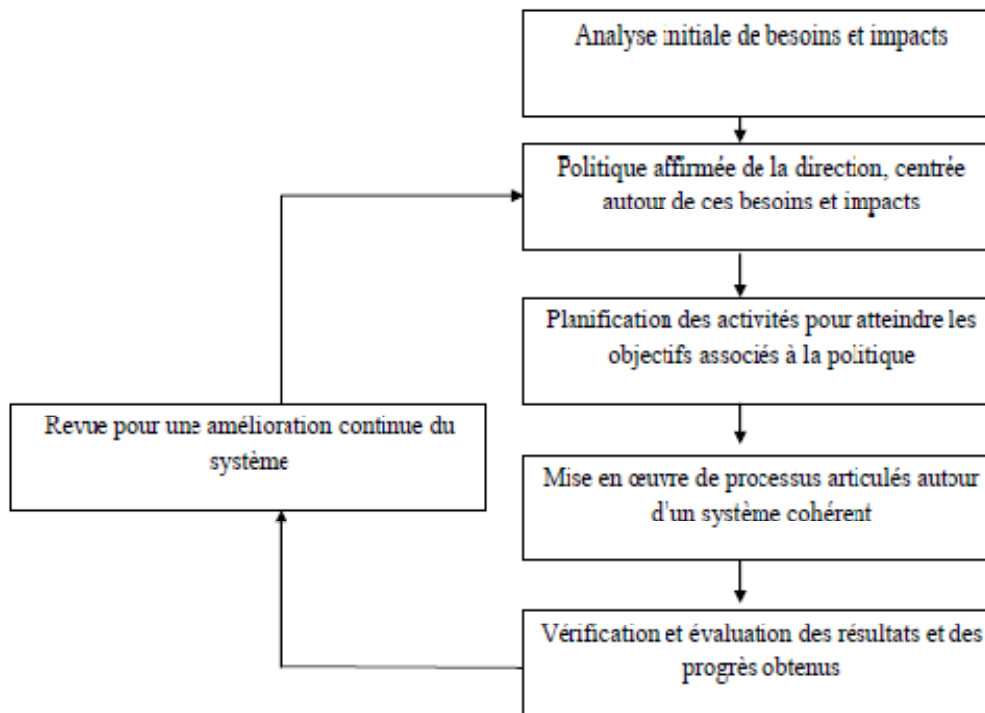 Analyse initiale de besoins et impacts
Politique affirmée de la direction, centrée
autour de ces besoins et impacts
Planification des activités pour atteindre les
objectifs associés à la politique
Revue pour une amélioration continue du
système
Mise en œuvre de processus articulés autour
d'un système cohérent
Vérification et évaluation des résultats et des
progrès obtenus